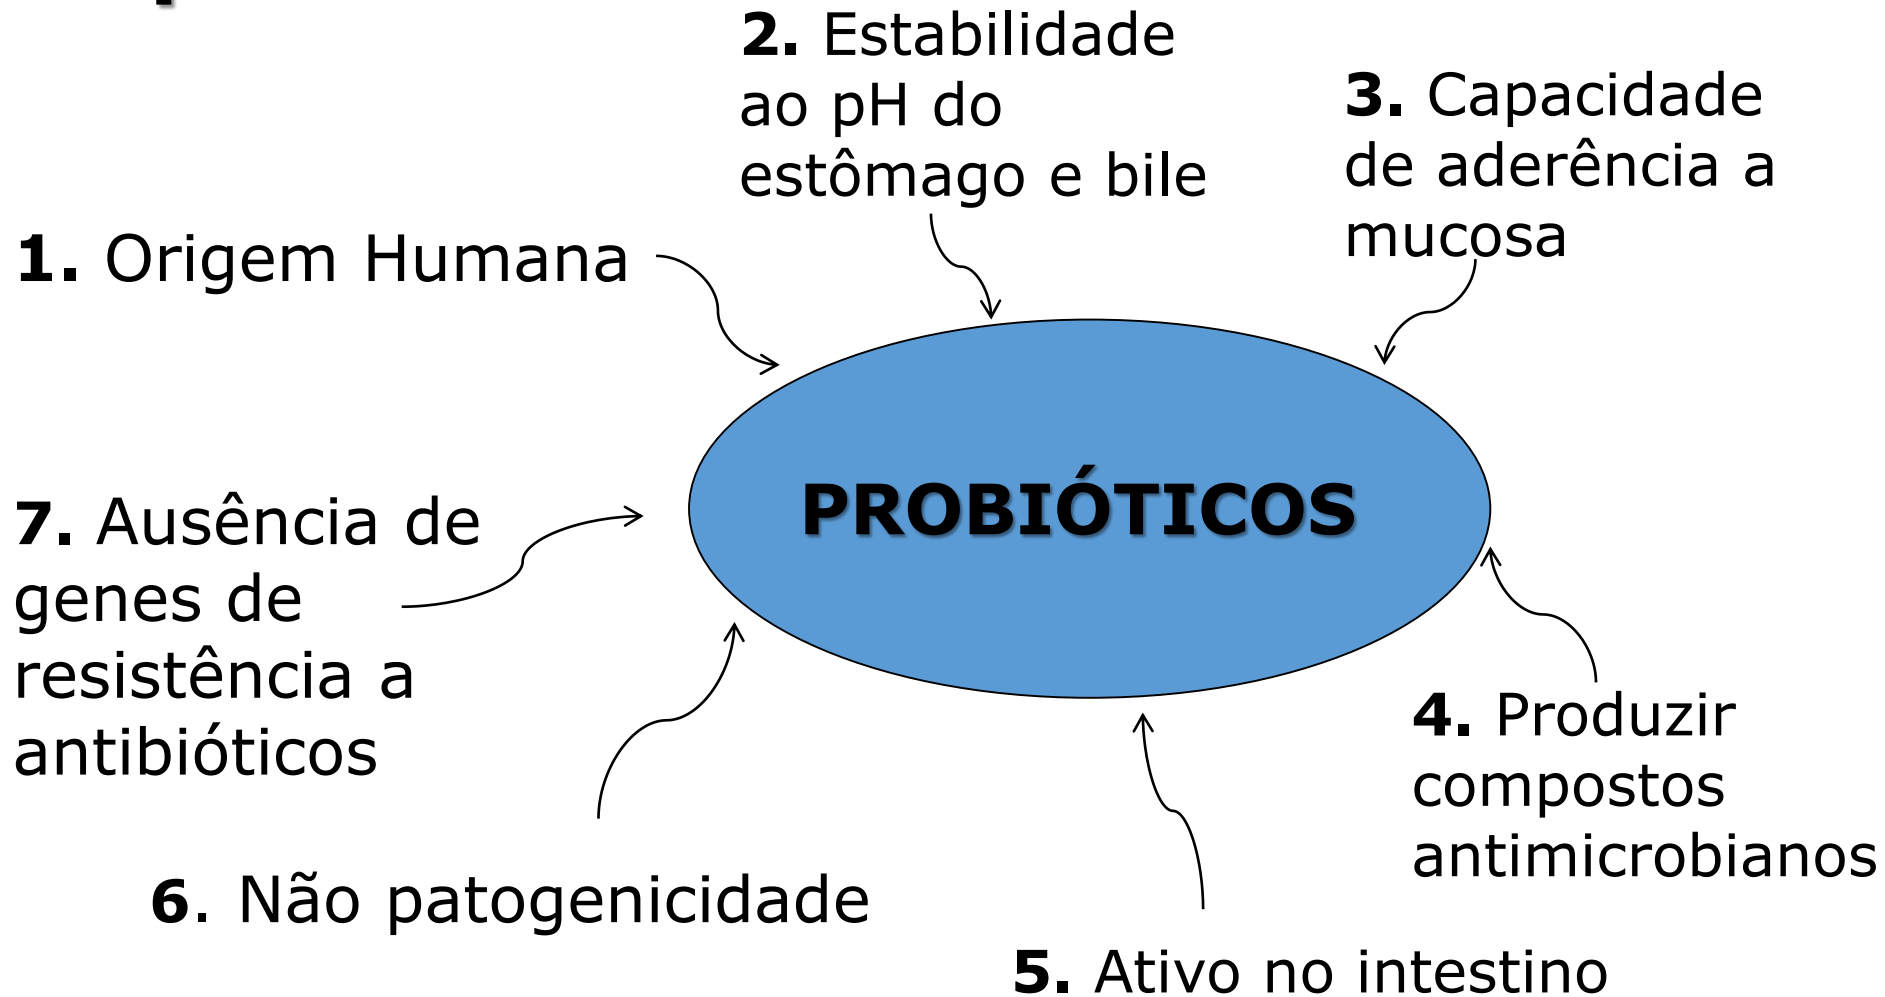 1. Origem Humana
2. Estabilidade
ao pH do
estômago e bile
3. Capacidade
de aderência a
mucosa
PROBIÓTICOS
4. Produzir
compostos
antimicrobianos
5. Ativo no intestino
6. Não patogenicidade
7. Ausência de
genes de
resistência a
antibióticos